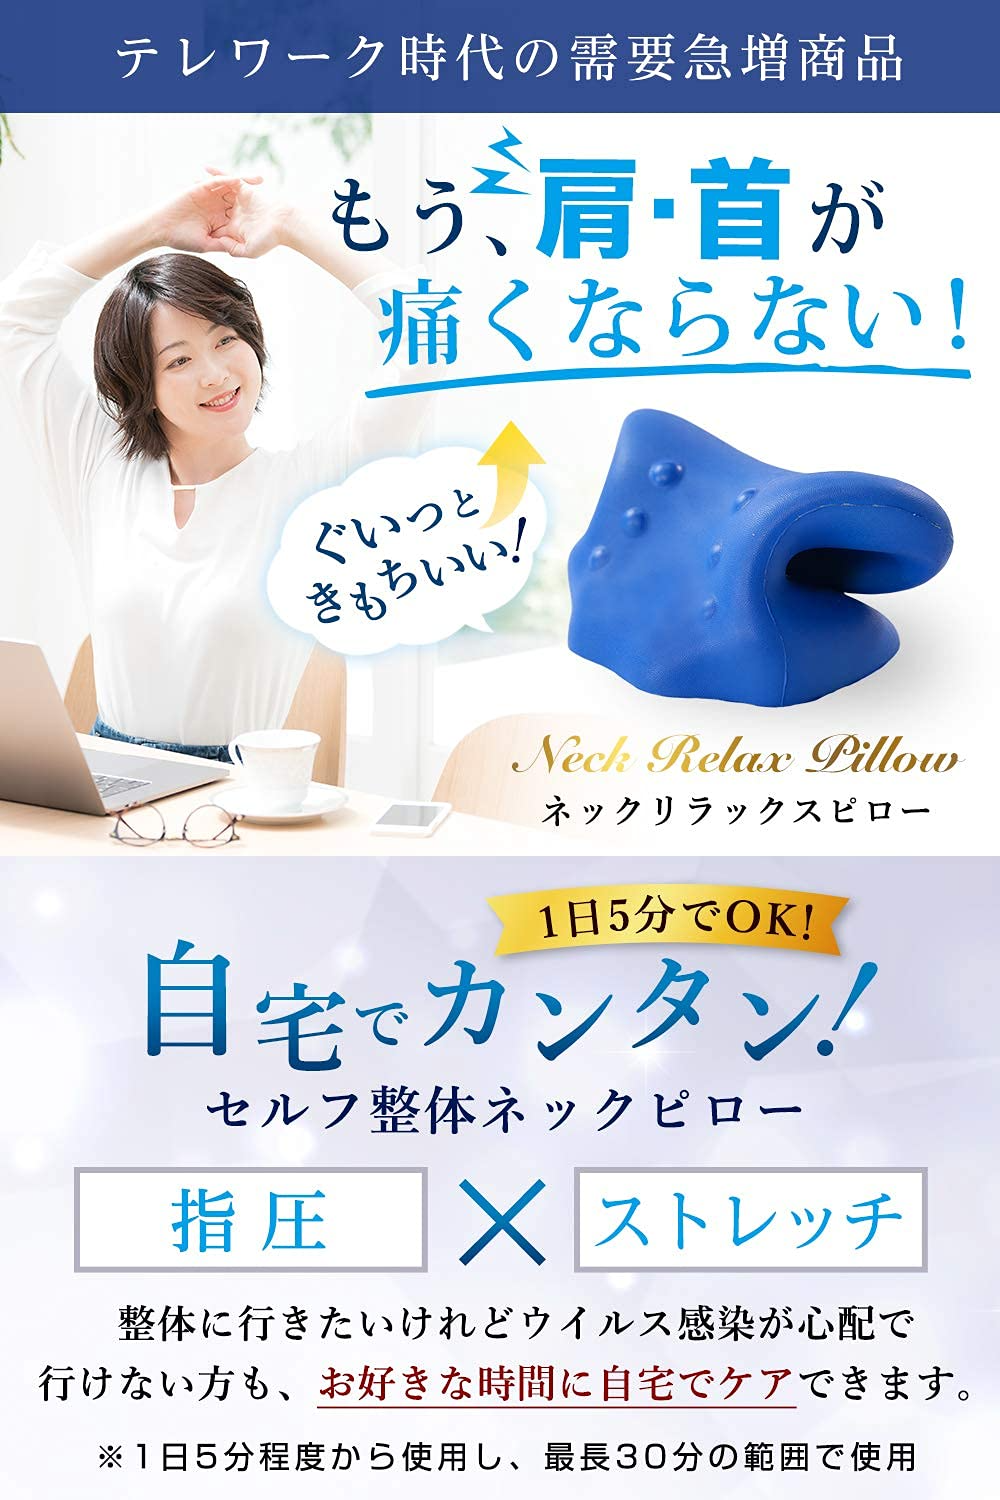 テレワーク時代の需要急増商品
もう、肩・首が
痛くならない!
ぐいっと
きもちいい!
Neck Relax Pillow
ネックリラックスピロー
1日5分でOK!
自宅でカンタン!
セルフ整体ネックピロー
指圧×ストレッチ
整体に行きたいけれどウイルス感染が心配で
行けない方も、お好きな時間に自宅でケアできます。
※1日5分程度から使用し、最長30分の範囲で使用